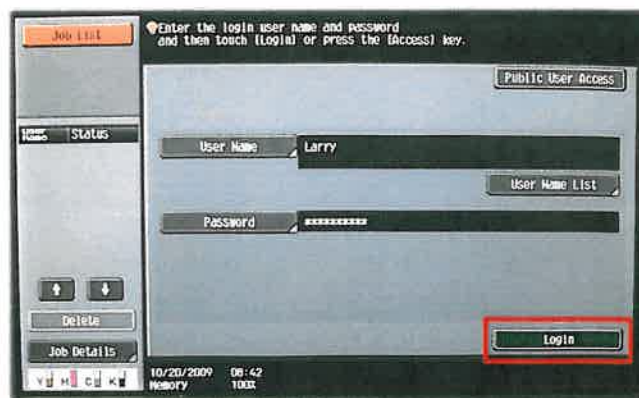 Job List
Enter the login user name and password
and then touch [Login] or press the [Access] key.
Public User Access
User Name Status
User Name Larry
User Name List
Password **********
Delete
Login
Job Details
Y M C K
10/20/2009 08:42
Memory 100%